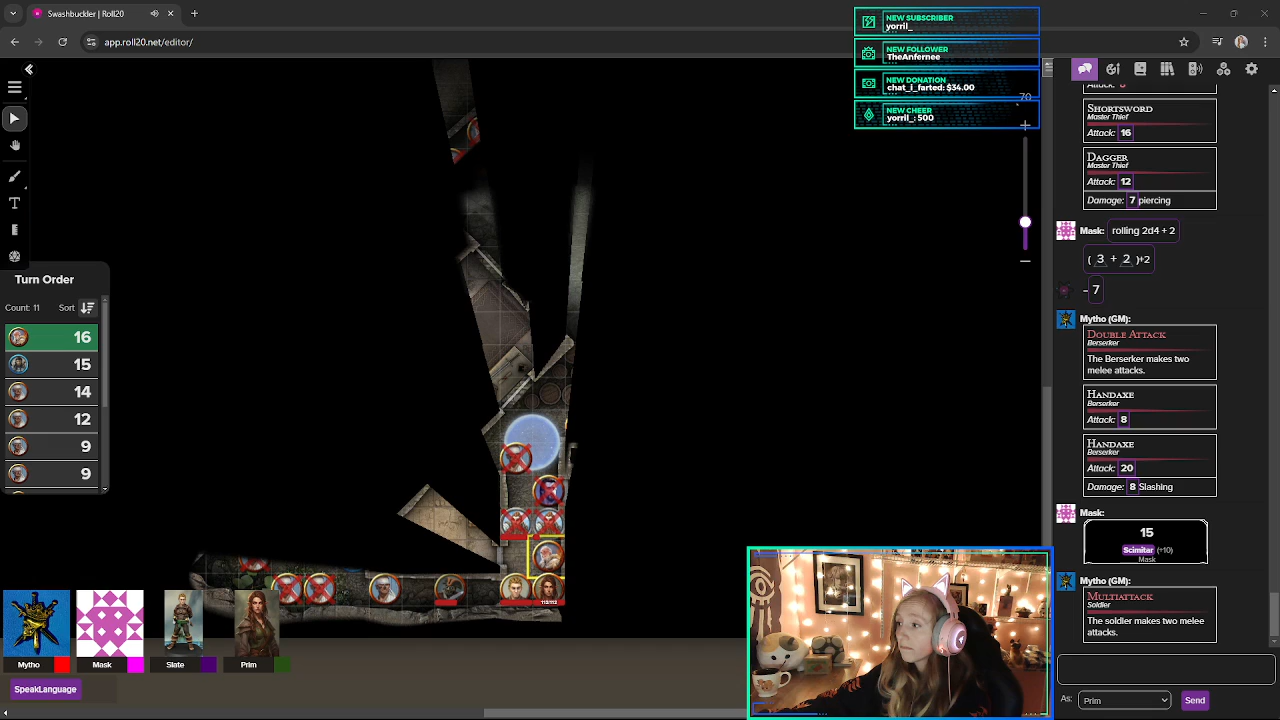 Swashbuckler | Roll20
app.roll20.net/editor/
NEW SUBSCRIBER
yorril_
NEW FOLLOWER
TheAnfernee
NEW DONATION
chat_i_farted: $34.00
NEW CHEER
yorril_: 500
70
Turn Order
Count: 11 Sort
16
15
14
12
9
9
112/112
Mytho
Mask
Slate
Prim
SpeakLanguage
Attack: 16
DAGGER
Master Thief
Attack: 12
Damage: 7 piercing
Mask: rolling 2d4 + 2
( 3 + 2 )+2
= 7
Mytho (GM):
DOUBLE ATTACK
Berserker
The Berserker makes two
melee attacks.
HANDAXE
Berserker
Attack: 8
HANDAXE
Berserker
Attack: 20
Damage: 8 Slashing
Mask:
15
Scimitar (+10)
Mask
Mytho (GM):
MULTIATTACK
Soldier
The soldier makes two melee
attacks.
As: Prim Send